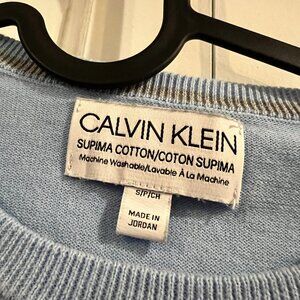 CALVIN KLEIN
SUPIMA COTTON/COTON SUPIMA
Machine Washable/Lavable À La Machine
S/P/CH
MADE IN
JORDAN